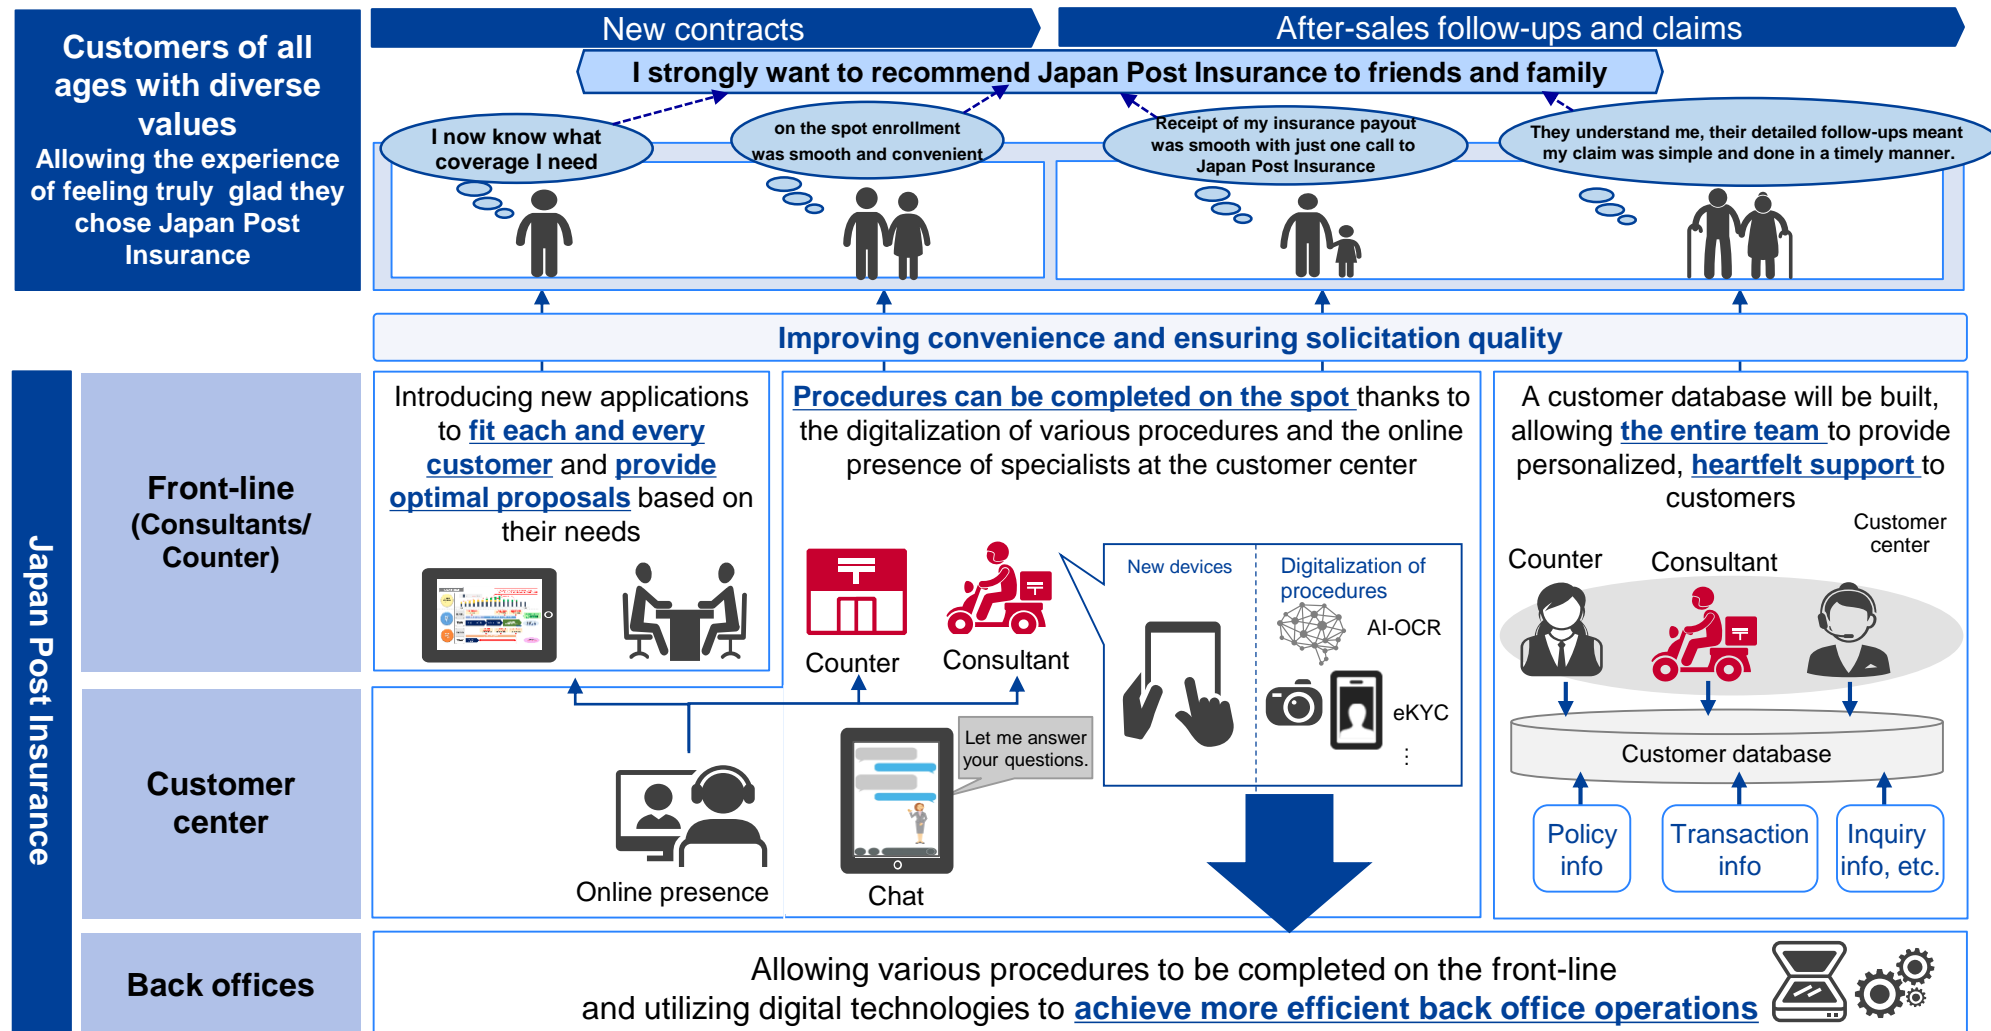 Customers of all
ages with diverse
values
Allowing the experience
of feeling truly glad they
chose Japan Post
Insurance
New contracts
After-sales follow-ups and claims
I strongly want to recommend Japan Post Insurance to friends and family
I now know what
coverage I need
on the spot enrollment
was smooth and convenient
Receipt of my insurance payout
was smooth with just one call to
Japan Post Insurance
They understand me, their detailed follow-ups meant
my claim was simple and done in a timely manner.
Improving convenience and ensuring solicitation quality
Japan Post Insurance
Front-line
(Consultants/
Counter)
Introducing new applications
to fit each and every
customer and provide
optimal proposals based on
their needs
Procedures can be completed on the spot thanks to
the digitalization of various procedures and the online
presence of specialists at the customer center
Counter
Consultant
New devices
Digitalization of
procedures
AI-OCR
eKYC
⋮
A customer database will be built,
allowing the entire team to provide
personalized, heartfelt support to
customers
Counter
Consultant
Customer
center
Customer database
Policy
info
Transaction
info
Inquiry
info, etc.
Customer
center
Online presence
Let me answer
your questions.
Chat
Back offices
Allowing various procedures to be completed on the front-line
and utilizing digital technologies to achieve more efficient back office operations